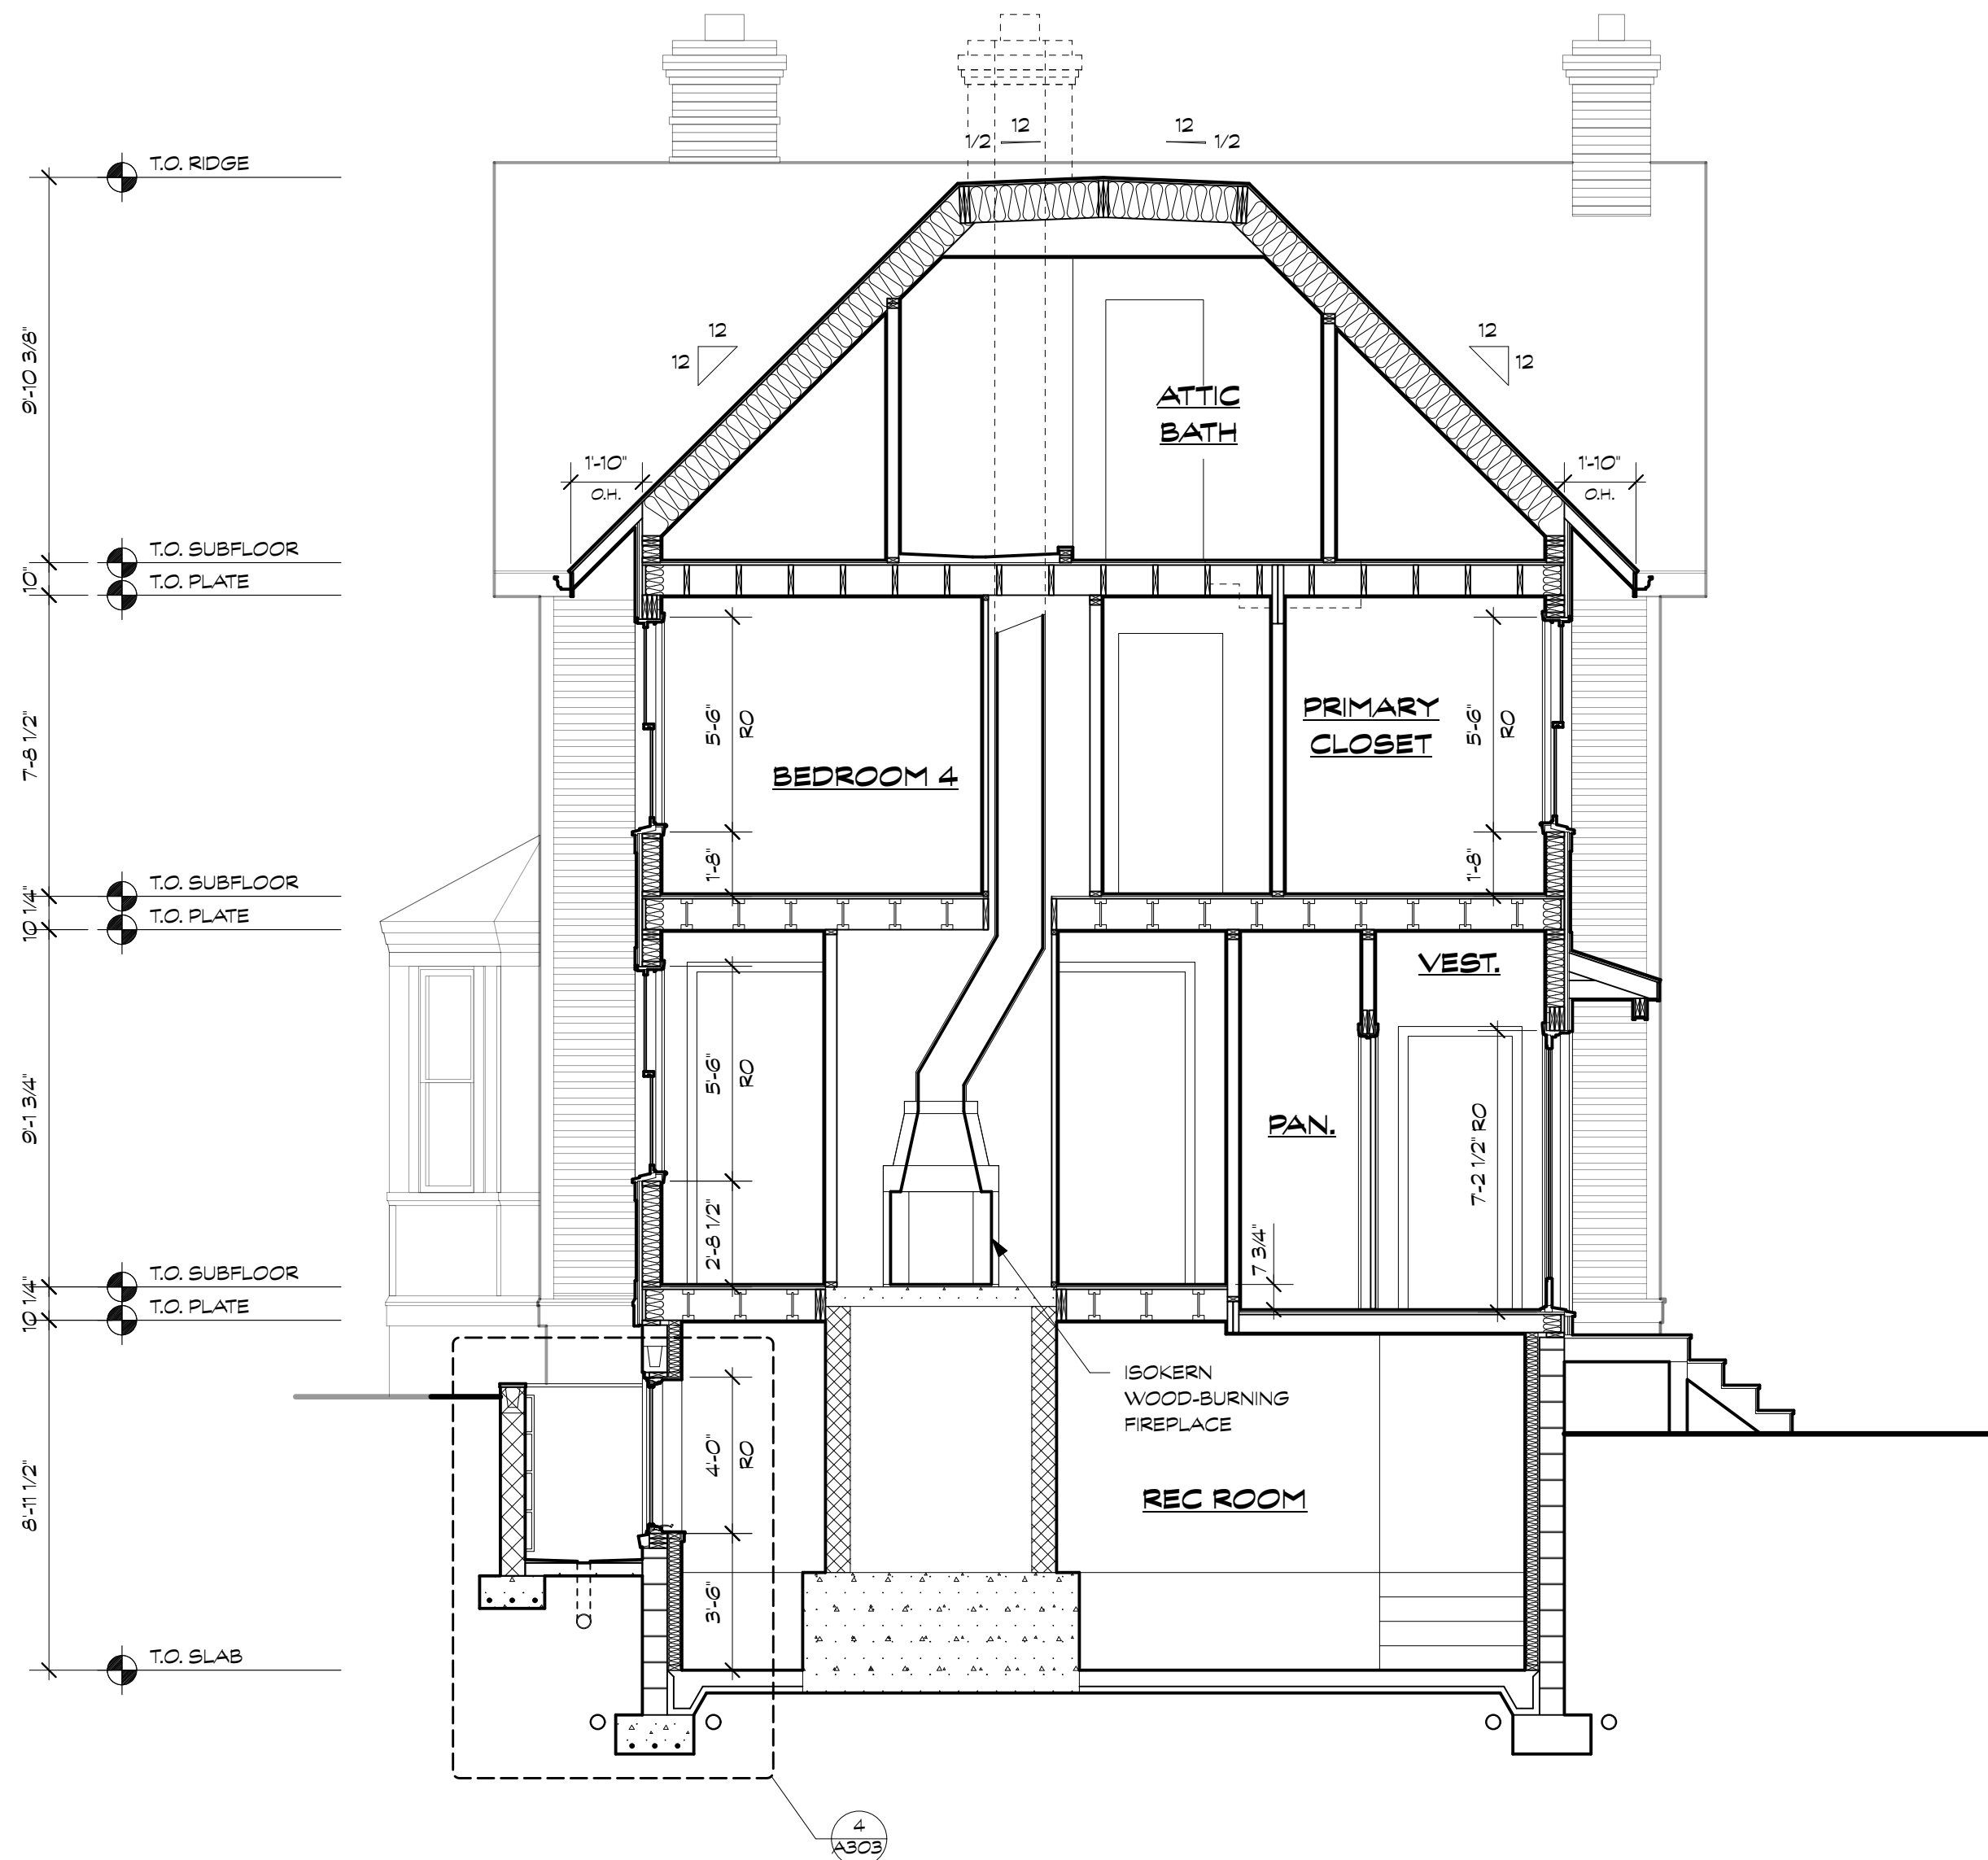 12
1/2
12
1/2
T.O. RIDGE
9'-10 3/8"
12
12
12
12
ATTIC
BATH
1'-10"
O.H.
1'-10"
O.H.
T.O. SUBFLOOR
10"
T.O. PLATE
7'-8 1/2"
5'-6"
RO
BEDROOM 4
PRIMARY
CLOSET
5'-6"
RO
1'-8"
1'-8"
T.O. SUBFLOOR
10 1/4"
T.O. PLATE
VEST.
9'-1 3/4"
5'-6"
RO
PAN.
7'-2 1/2" RO
2'-8 1/2"
7 3/4"
T.O. SUBFLOOR
10 1/4"
T.O. PLATE
ISOKERN
WOOD-BURNING
FIREPLACE
8'-11 1/2"
4'-0"
RO
REC ROOM
3'-6"
T.O. SLAB
4
A303